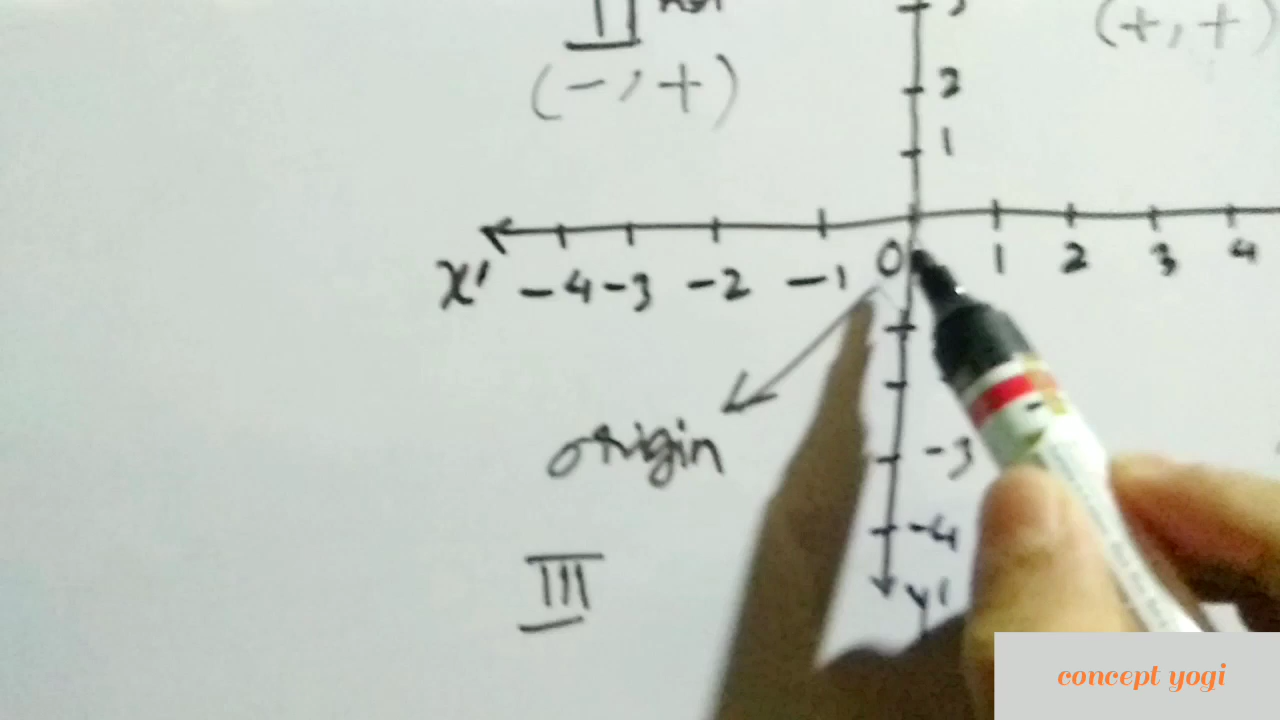 II
(-, +)
(+, +)
3
2
1
X' -4 -3 -2 -1 0 1 2 3 4
origin
-3
-4
III
Y'
concept yogi